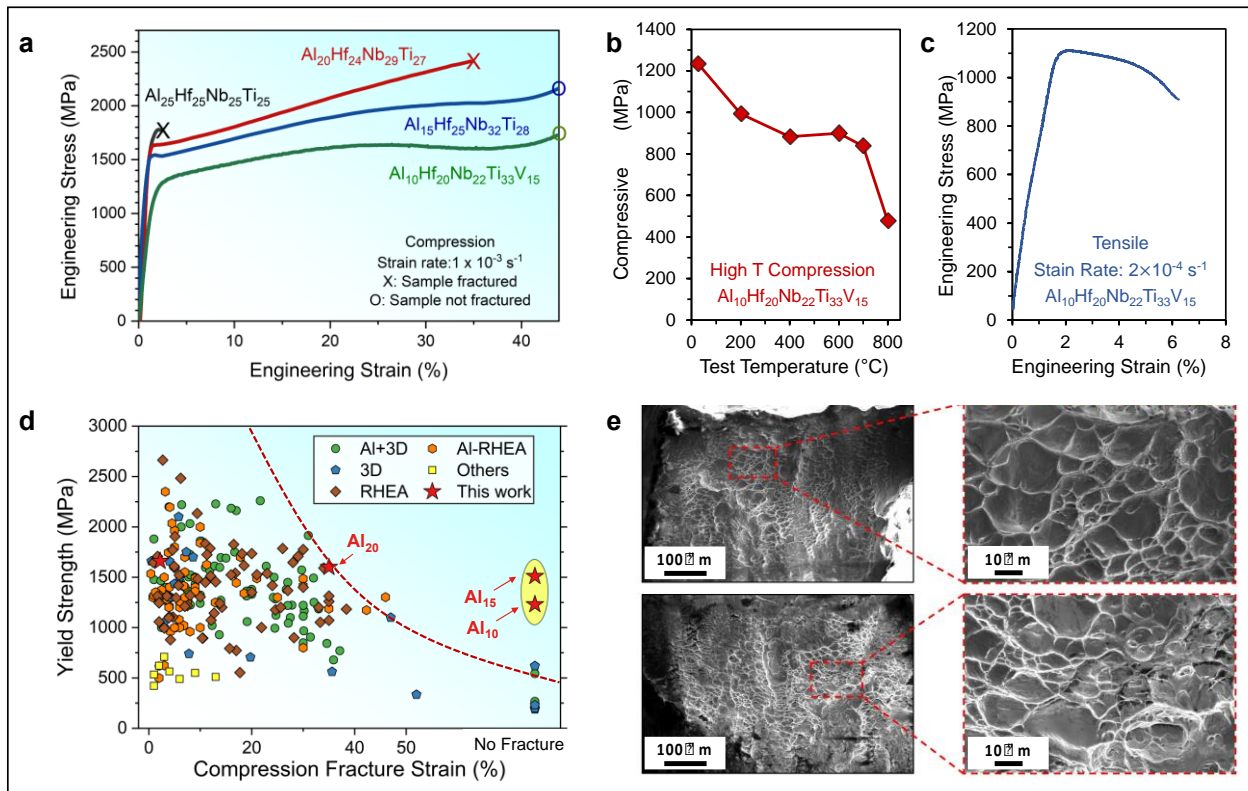 a
Engineering Stress (MPa)
2500
2000
1500
1000
500
0
Al20Hf24Nb29Ti27
Al25Hf25Nb25Ti25
Al15Hf25Nb32Ti28
Al10Hf20Nb22Ti33V15
Compression
Strain rate:1 x 10⁻³ s⁻¹
X: Sample fractured
O: Sample not fractured
0 10 20 30 40
Engineering Strain (%)
b
Compressive (MPa)
1400
1200
1000
800
600
400
200
0
High T Compression
Al10Hf20Nb22Ti33V15
0 200 400 600 800
Test Temperature (°C)
c
Engineering Stress (MPa)
1200
1000
800
600
400
200
0
Tensile
Stain Rate: 2×10⁻⁴ s⁻¹
Al10Hf20Nb22Ti33V15
0 2 4 6 8
Engineering Strain (%)
d
Yield Strength (MPa)
3000
2500
2000
1500
1000
500
0
Al+3D Al-RHEA
3D Others
RHEA This work
Al20
Al15
Al10
0 20 40 60
No Fracture
Compression Fracture Strain (%)
e
100 m
10 m
100 m
10 m